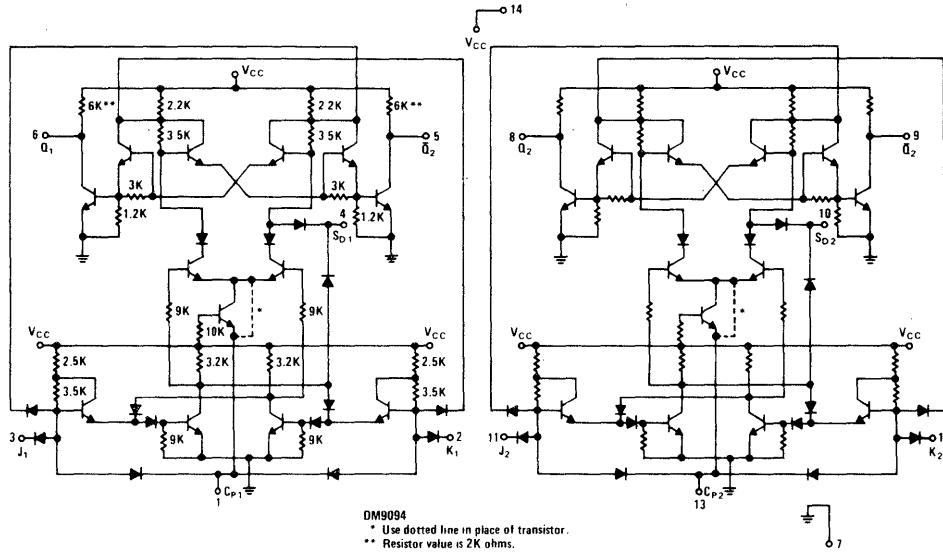 14
VCC
VCC
VCC
6K**
2.2K
2.2K
6K**
6
Q1
3.5K
3.5K
5
Q̄2
8
Q2
9
Q̄2
3K
3K
1.2K
4
1.2K
SD1
10
SD2
9K
*
9K
*
10K
VCC
VCC
VCC
VCC
2.5K
3.2K
3.2K
2.5K
3.5K
3.5K
3
J1
9K
9K
2
K1
11
J2
1
K2
CP1
1
CP2
13
DM9094
* Use dotted line in place of transistor.
** Resistor value is 2K ohms.
7